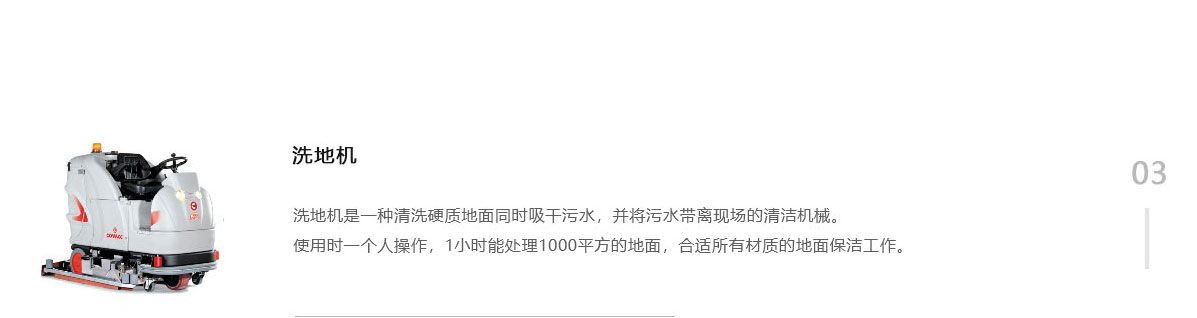 洗地机
03
洗地机是一种清洗硬质地面同时吸干污水，并将污水带离现场的清洁机械。
使用时一个人操作，1小时能处理1000平方的地面，合适所有材质的地面保洁工作。